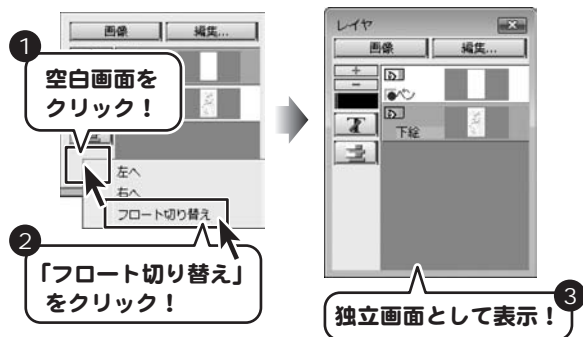 画像
編集...
1
空白画面を
クリック！
左へ
右へ
フロート切り替え
2
「フロート切り替え」
をクリック！
レイヤ
画像
編集...
ペン
T
下絵
3
独立画面として表示！